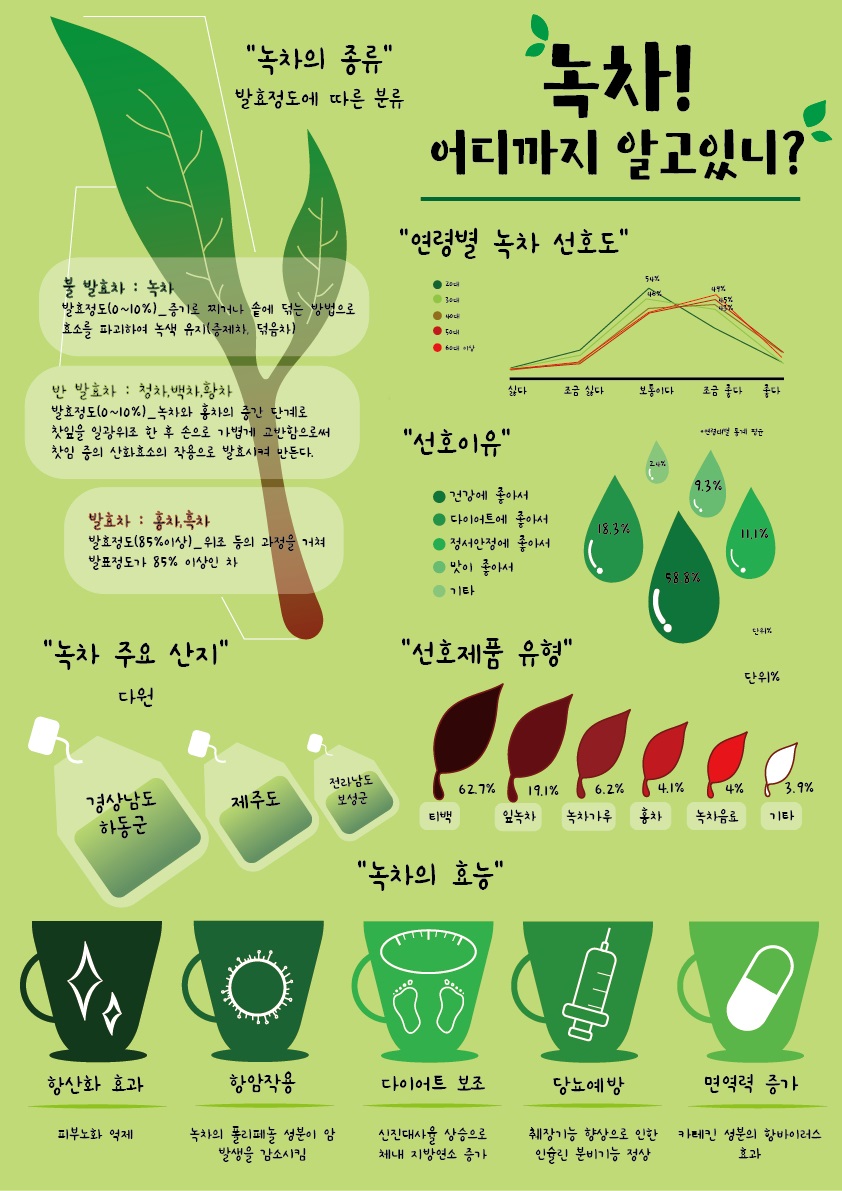 "녹차의 종류"
발효정도에 따른 분류
녹차!
어디까지 알고있니?
불 발효차 : 녹차
발효정도(0~10%)_증기로 찌거나 솥에 덖는 방법으로
효소를 파괴하여 녹색 유지(증제차, 덖음차)
반 발효차 : 청차,백차,황차
발효정도(0~10%)_녹차와 홍차의 중간 단계로
찻잎을 일광위조 한 후 손으로 가볍게 교반함으로써
찻임 중의 산화효소의 작용으로 발효시켜 만든다.
발효차 : 홍차,흑차
발효정도(85%이상)_위조 등의 과정을 거쳐
발표정도가 85% 이상인 차
"연령별 녹차 선호도"
20대
30대
40대
50대
60대 이상
54%
48%
49%
45%
43%
싫다
조금 싫다
보통이다
조금 좋다
좋다
"선호이유"
*연령대별 통계 평균
건강에 좋아서
다이어트에 좋아서
정서안정에 좋아서
맛이 좋아서
기타
18.3%
2.4%
9.3%
11.1%
58.8%
단위%
"녹차 주요 산지"
다원
경상남도
하동군
제주도
전라남도
보성군
"선호제품 유형"
단위%
62.7%
19.1%
6.2%
4.1%
4%
3.9%
티백
잎녹차
녹차가루
홍차
녹차음료
기타
"녹차의 효능"
항산화 효과
피부노화 억제
항암작용
녹차의 폴리페놀 성분이 암
발생을 감소시킴
다이어트 보조
신진대사율 상승으로
체내 지방연소 증가
당뇨예방
췌장기능 향상으로 인한
인슐린 분비기능 정상
면역력 증가
카테킨 성분의 항바이러스
효과